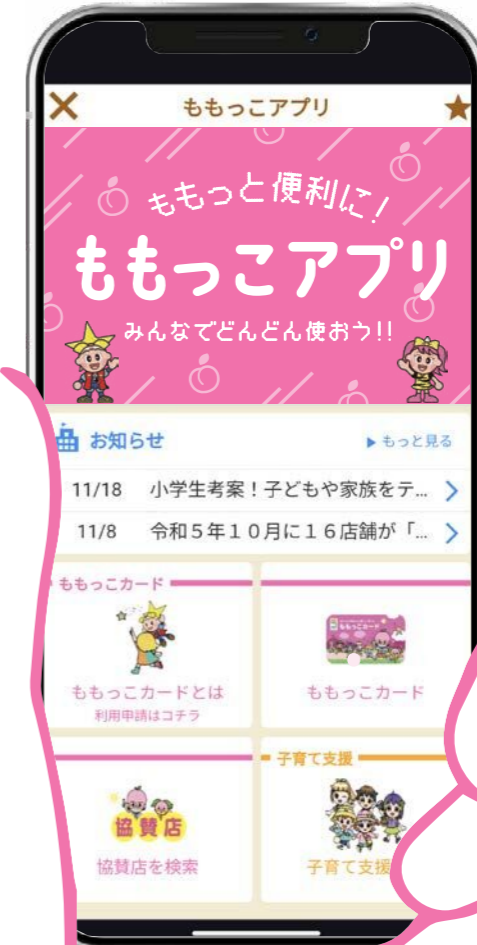 ももっこアプリ
ももっと便利に!
ももっこアプリ
みんなでどんどん使おう!!
お知らせ
▶もっと見る
11/18 小学生考案！子どもや家族をテ...
11/8 令和５年１０月に１６店舗が「...
ももっこカード
ももっこカードとは
利用申請はコチラ
ももっこカード
ももっこカード
協賛店
協賛店を検索
子育て支援
子育て支援